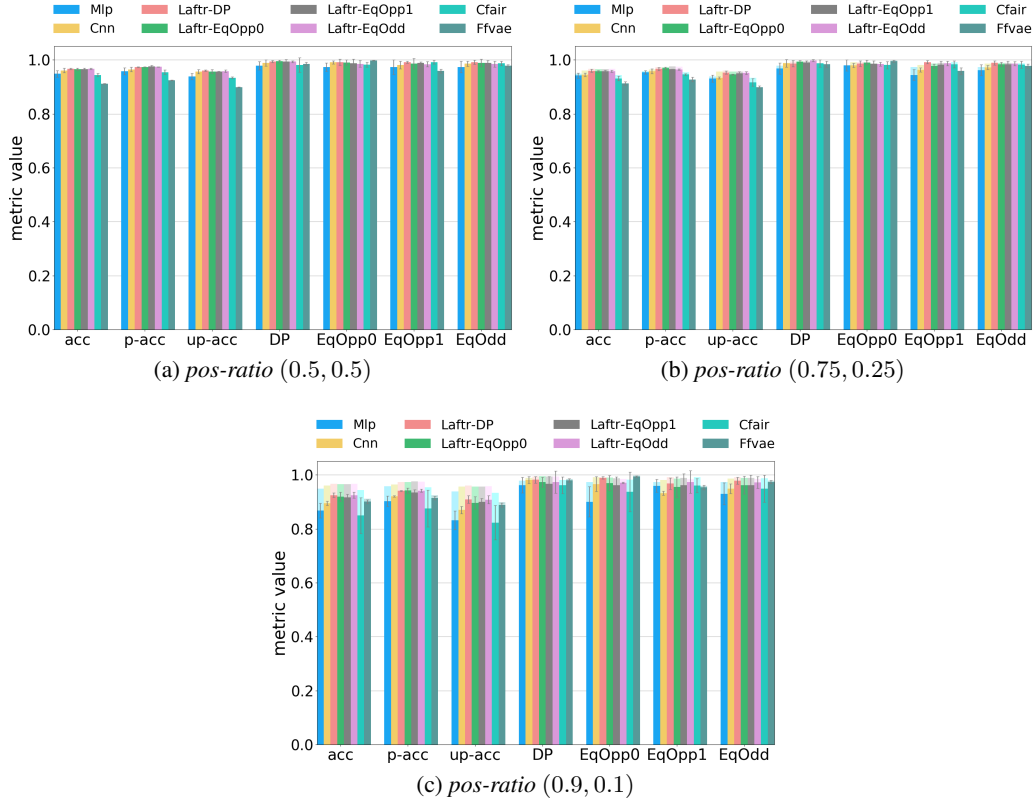 Mlp Laftr-DP Laftr-EqOpp1 Cfair
Cnn Laftr-EqOpp0 Laftr-EqOdd Ffvae
metric value
1.0
0.8
0.6
0.4
0.2
0.0
acc p-acc up-acc DP EqOpp0 EqOpp1 EqOdd
(a) pos-ratio (0.5, 0.5)
Mlp Laftr-DP Laftr-EqOpp1 Cfair
Cnn Laftr-EqOpp0 Laftr-EqOdd Ffvae
metric value
1.0
0.8
0.6
0.4
0.2
0.0
acc p-acc up-acc DP EqOpp0 EqOpp1 EqOdd
(b) pos-ratio (0.75, 0.25)
Mlp Laftr-DP Laftr-EqOpp1 Cfair
Cnn Laftr-EqOpp0 Laftr-EqOdd Ffvae
metric value
1.0
0.8
0.6
0.4
0.2
0.0
acc p-acc up-acc DP EqOpp0 EqOpp1 EqOdd
(c) pos-ratio (0.9, 0.1)